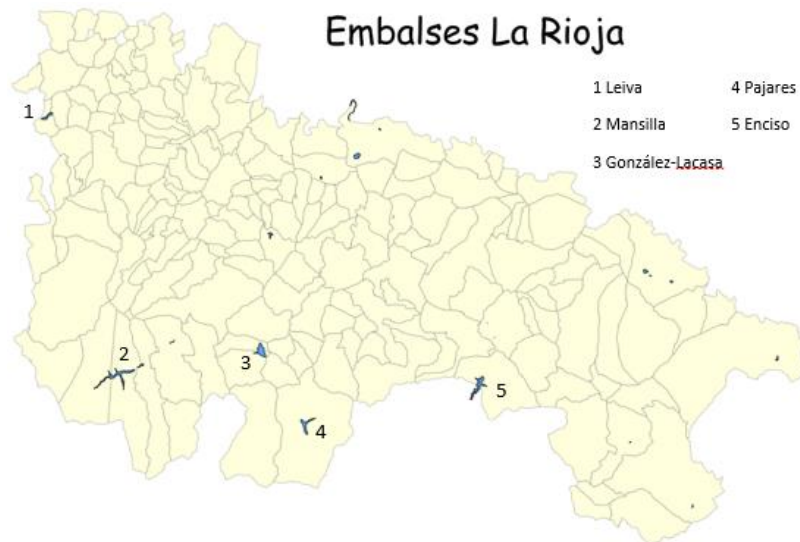 Embalses La Rioja
1 Leiva 4 Pajares
2 Mansilla 5 Enciso
3 González-Lacasa
1
2
3
4
5